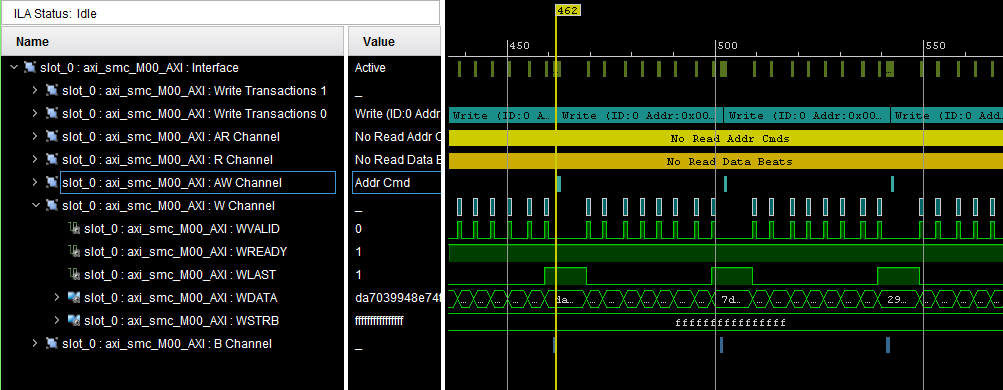 ILA Status: Idle
462
Name Value 450 500 550
slot_0 : axi_smc_M00_AXI : Interface Active
slot_0 : axi_smc_M00_AXI : Write Transactions 1 _
slot_0 : axi_smc_M00_AXI : Write Transactions 0 Write (ID:0 Addr Write (ID:0 A... Write (ID:0 Addr:0x00... Write (ID:0 Addr:0x00... Write (ID:0
slot_0 : axi_smc_M00_AXI : AR Channel No Read Addr C No Read Addr Cmds
slot_0 : axi_smc_M00_AXI : R Channel No Read Data B No Read Data Beats
slot_0 : axi_smc_M00_AXI : AW Channel Addr Cmd
slot_0 : axi_smc_M00_AXI : W Channel _
slot_0 : axi_smc_M00_AXI : WVALID 0
slot_0 : axi_smc_M00_AXI : WREADY 1
slot_0 : axi_smc_M00_AXI : WLAST 1
slot_0 : axi_smc_M00_AXI : WDATA da7039948e74f da... 7d... 29...
slot_0 : axi_smc_M00_AXI : WSTRB ffffffffffffffff ffffffffffffffff
slot_0 : axi_smc_M00_AXI : B Channel _